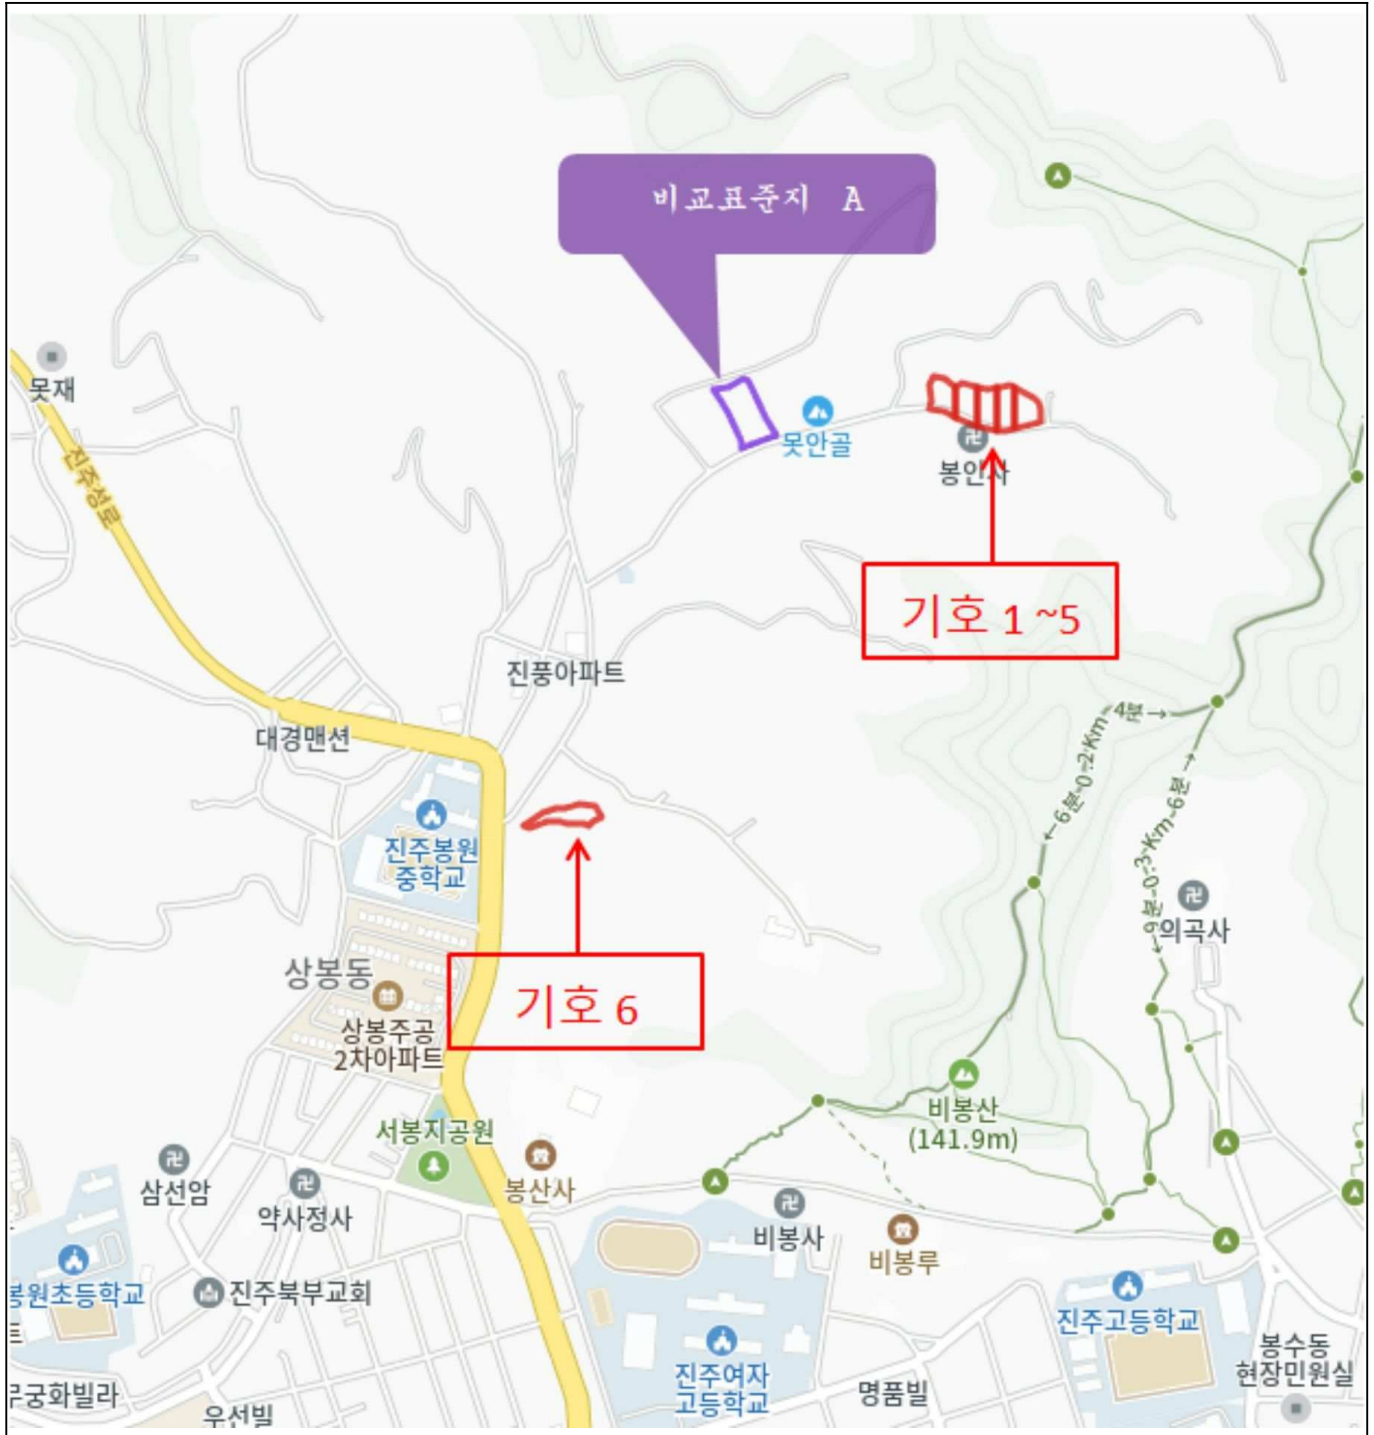 비교표준지 A
못재
진주성로
못안골
봉인사
기호 1 ~5
진풍아파트
대경맨션
4분→
←6분-0.2Km
진주봉원
중학교
←9분-0.3Km-6분→
의곡사
상봉동
기호 6
상봉주공
2차아파트
비봉산
(141.9m)
서봉지공원
삼선암
봉산사
약사정사
비봉사
비봉루
봉원초등학교
진주북부교회
진주고등학교
진주여자
고등학교
봉수동
현장민원실
무궁화빌라
우선빌
명품빌
트